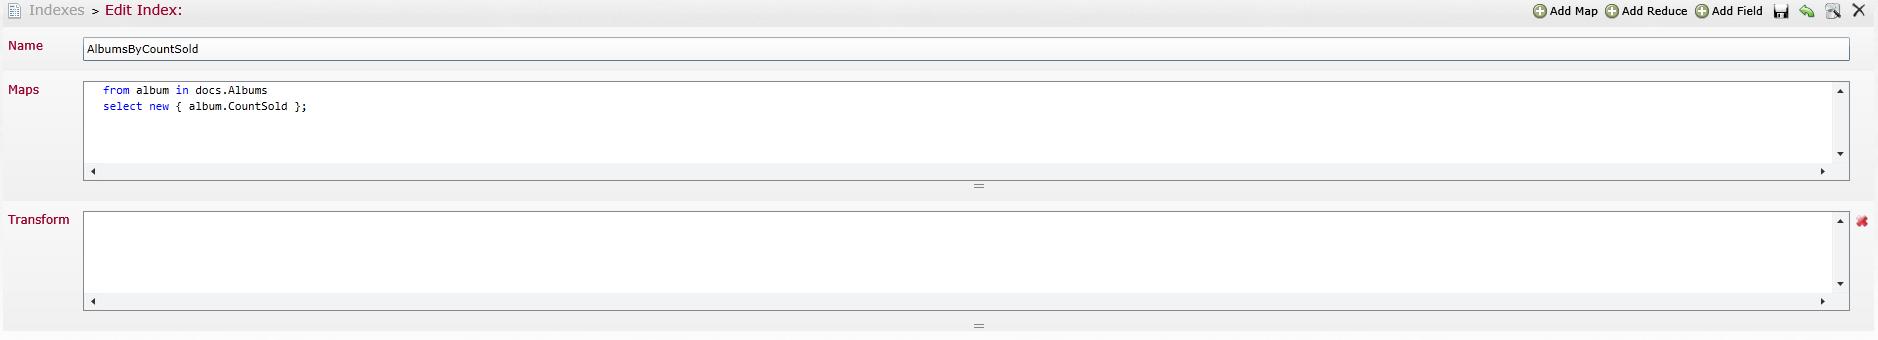 Indexes > Edit Index:
Add Map Add Reduce Add Field
Name
AlbumsByCountSold
Maps
from album in docs.Albums
select new { album.CountSold };
Transform